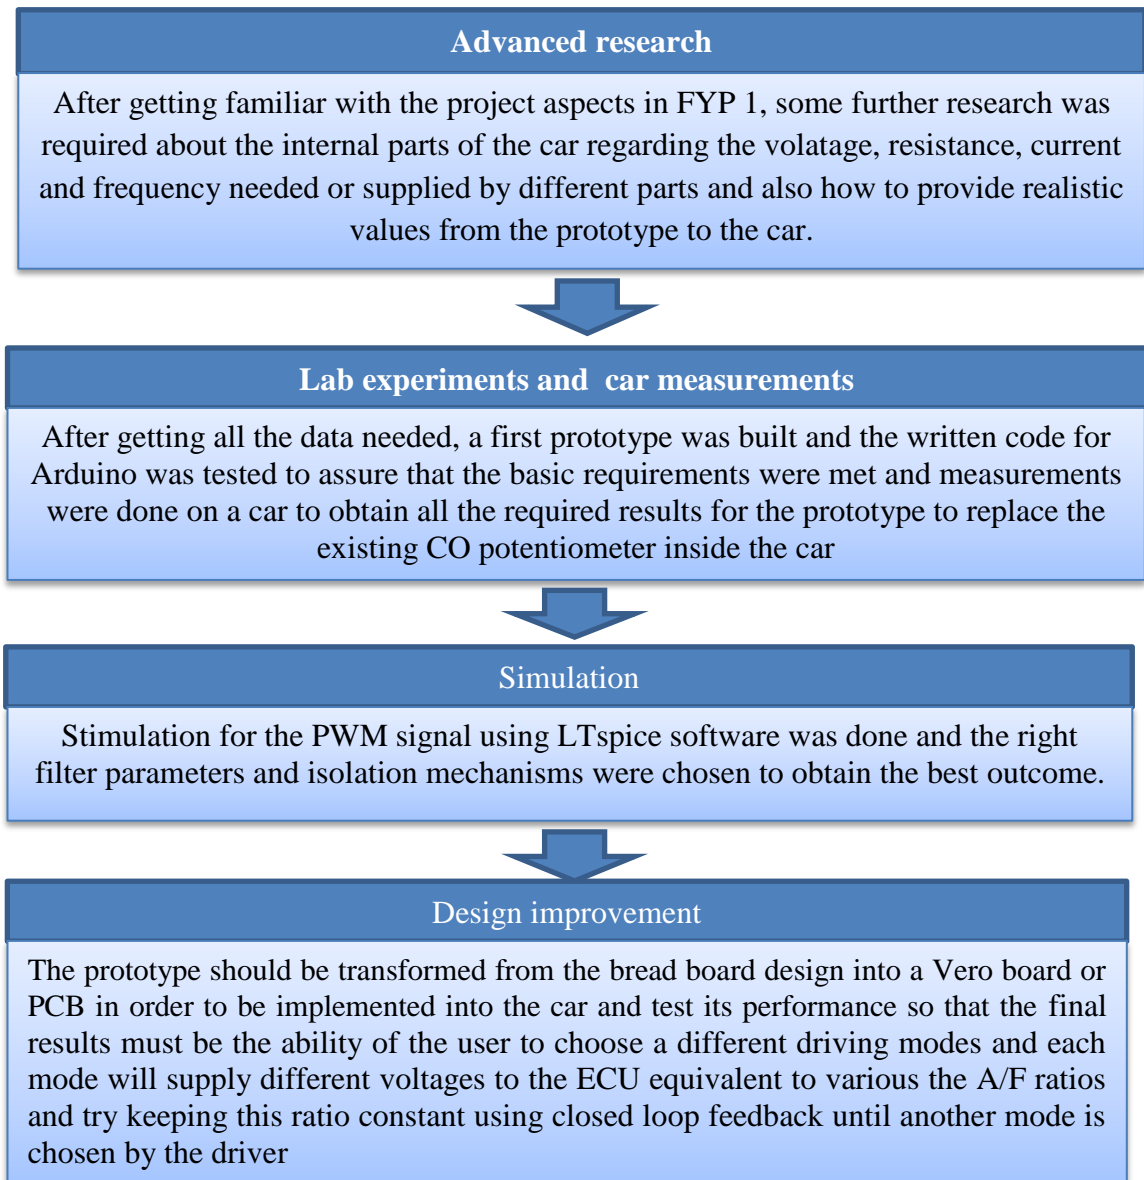 Advanced research
After getting familiar with the project aspects in FYP 1, some further research was
required about the internal parts of the car regarding the volatage, resistance, current
and frequency needed or supplied by different parts and also how to provide realistic
values from the prototype to the car.
Lab experiments and  car measurements
After getting all the data needed, a first prototype was built and the written code for
Arduino was tested to assure that the basic requirements were met and measurements
were done on a car to obtain all the required results for the prototype to replace the
existing CO potentiometer inside the car
Simulation
Stimulation for the PWM signal using LTspice software was done and the right
filter parameters and isolation mechanisms were chosen to obtain the best outcome.
Design improvement
The prototype should be transformed from the bread board design into a Vero board or
PCB in order to be implemented into the car and test its performance so that the final
results must be the ability of the user to choose a different driving modes and each
mode will supply different voltages to the ECU equivalent to various the A/F ratios
and try keeping this ratio constant using closed loop feedback until another mode is
chosen by the driver